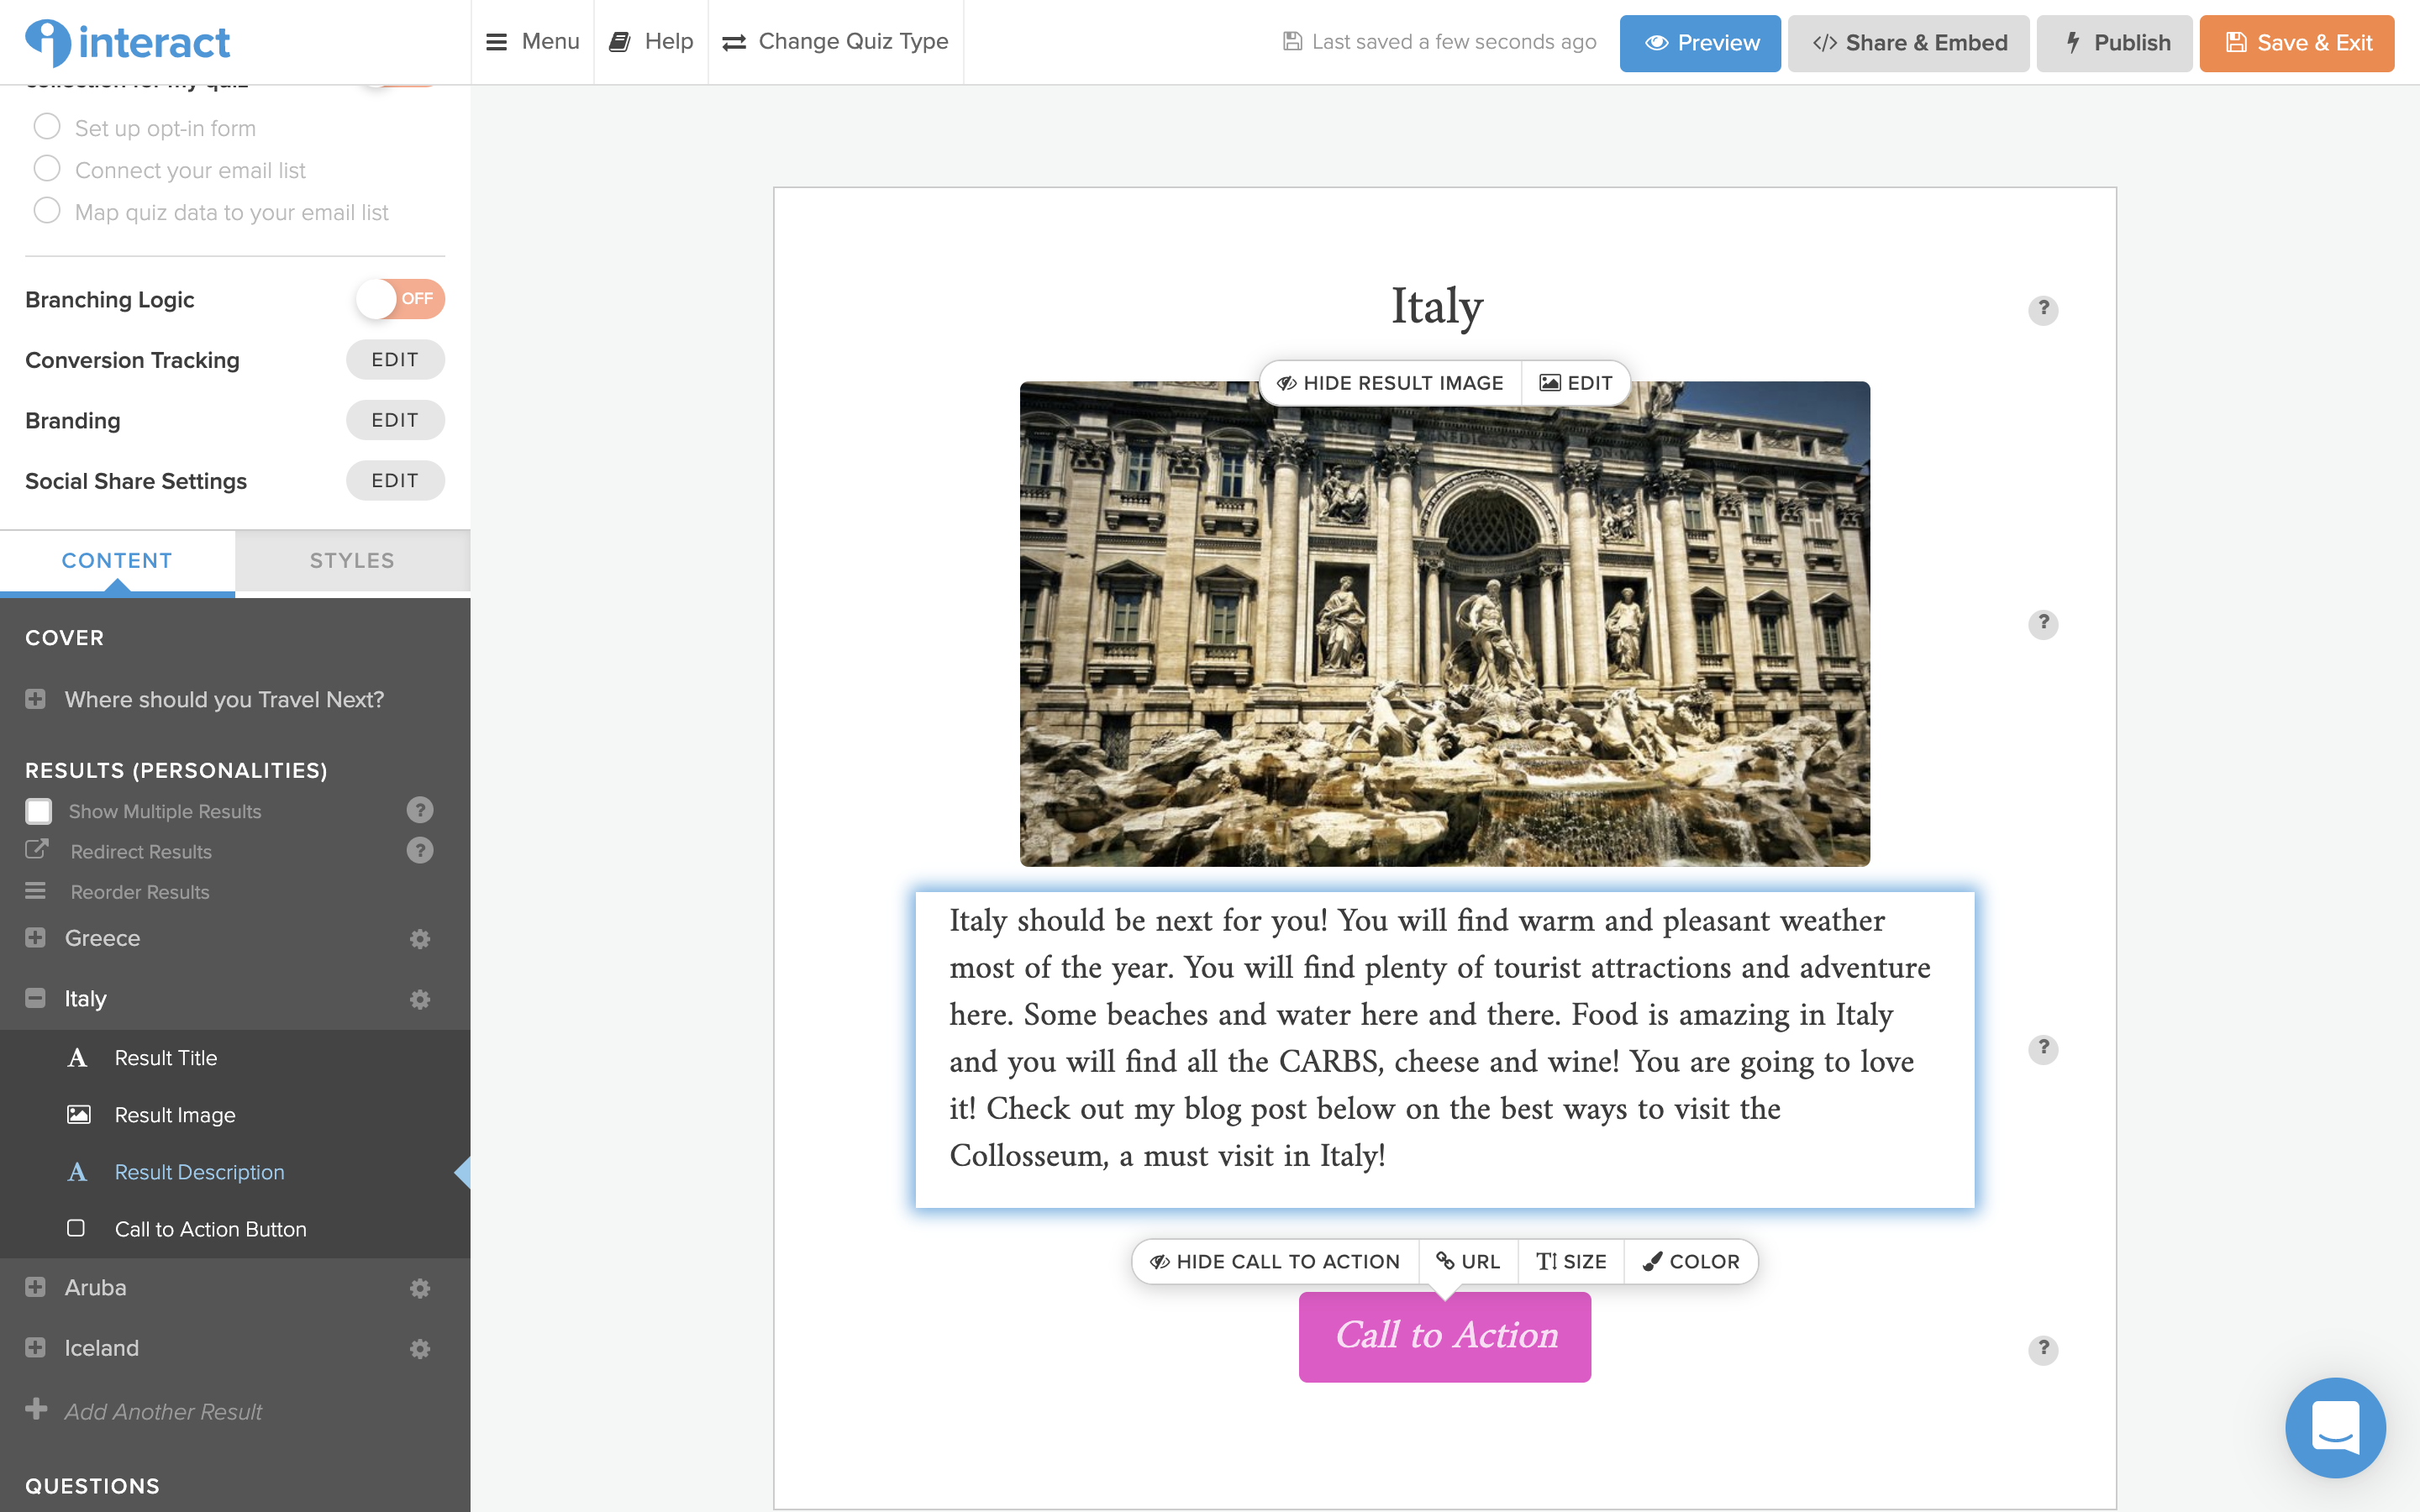 interact
Menu
Help
Change Quiz Type
Last saved a few seconds ago
Preview
Share & Embed
Publish
Save & Exit
collection for my quiz
Set up opt-in form
Connect your email list
Map quiz data to your email list
Branching Logic
OFF
Conversion Tracking
EDIT
Branding
EDIT
Social Share Settings
EDIT
CONTENT
STYLES
COVER
Where should you Travel Next?
RESULTS (PERSONALITIES)
Show Multiple Results
?
Redirect Results
?
Reorder Results
Greece
Italy
Result Title
Result Image
Result Description
Call to Action Button
Aruba
Iceland
Add Another Result
QUESTIONS
Italy
?
HIDE RESULT IMAGE
EDIT
?
Italy should be next for you! You will find warm and pleasant weather
most of the year. You will find plenty of tourist attractions and adventure
here. Some beaches and water here and there. Food is amazing in Italy
and you will find all the CARBS, cheese and wine! You are going to love
it! Check out my blog post below on the best ways to visit the
Collosseum, a must visit in Italy!
?
HIDE CALL TO ACTION
URL
SIZE
COLOR
Call to Action
?